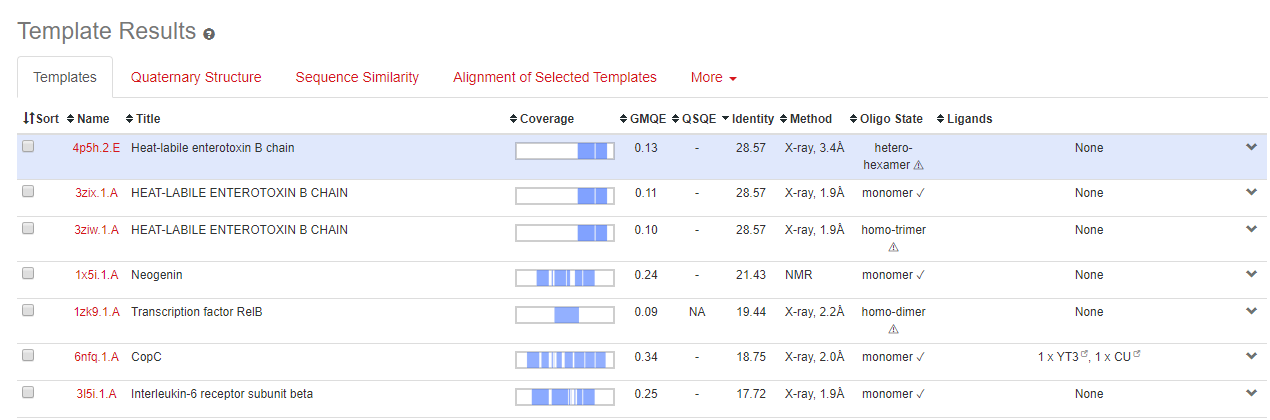 Template Results
Templates Quaternary Structure Sequence Similarity Alignment of Selected Templates More
Sort Name Title Coverage GMQE QSQE Identity Method Oligo State Ligands
4p5h.2.E Heat-labile enterotoxin B chain 0.13 - 28.57 X-ray, 3.4Å hetero- None
hexamer ⚠
3zix.1.A HEAT-LABILE ENTEROTOXIN B CHAIN 0.11 - 28.57 X-ray, 1.9Å monomer ✓ None
3ziw.1.A HEAT-LABILE ENTEROTOXIN B CHAIN 0.10 - 28.57 X-ray, 1.9Å homo-trimer None
⚠
1x5i.1.A Neogenin 0.24 - 21.43 NMR monomer ✓ None
1zk9.1.A Transcription factor RelB 0.09 NA 19.44 X-ray, 2.2Å homo-dimer None
⚠
6nfq.1.A CopC 0.34 - 18.75 X-ray, 2.0Å monomer ✓ 1 x YT3, 1 x CU
3l5i.1.A Interleukin-6 receptor subunit beta 0.25 - 17.72 X-ray, 1.9Å monomer ✓ None